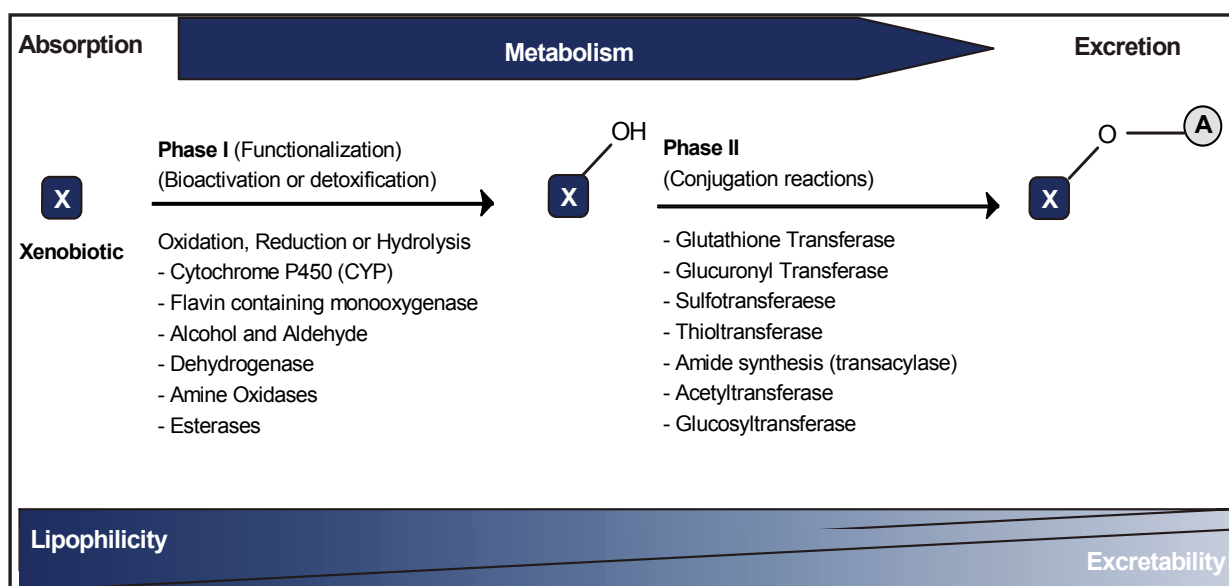 Absorption
Metabolism
Excretion
Phase I (Functionalization)
(Bioactivation or detoxification)
X
Xenobiotic
Oxidation, Reduction or Hydrolysis
- Cytochrome P450 (CYP)
- Flavin containing monooxygenase
- Alcohol and Aldehyde
- Dehydrogenase
- Amine Oxidases
- Esterases
OH
X
Phase II
(Conjugation reactions)
- Glutathione Transferase
- Glucuronyl Transferase
- Sulfotransferaese
- Thioltransferase
- Amide synthesis (transacylase)
- Acetyltransferase
- Glucosyltransferase
O
A
X
Lipophilicity
Excretability